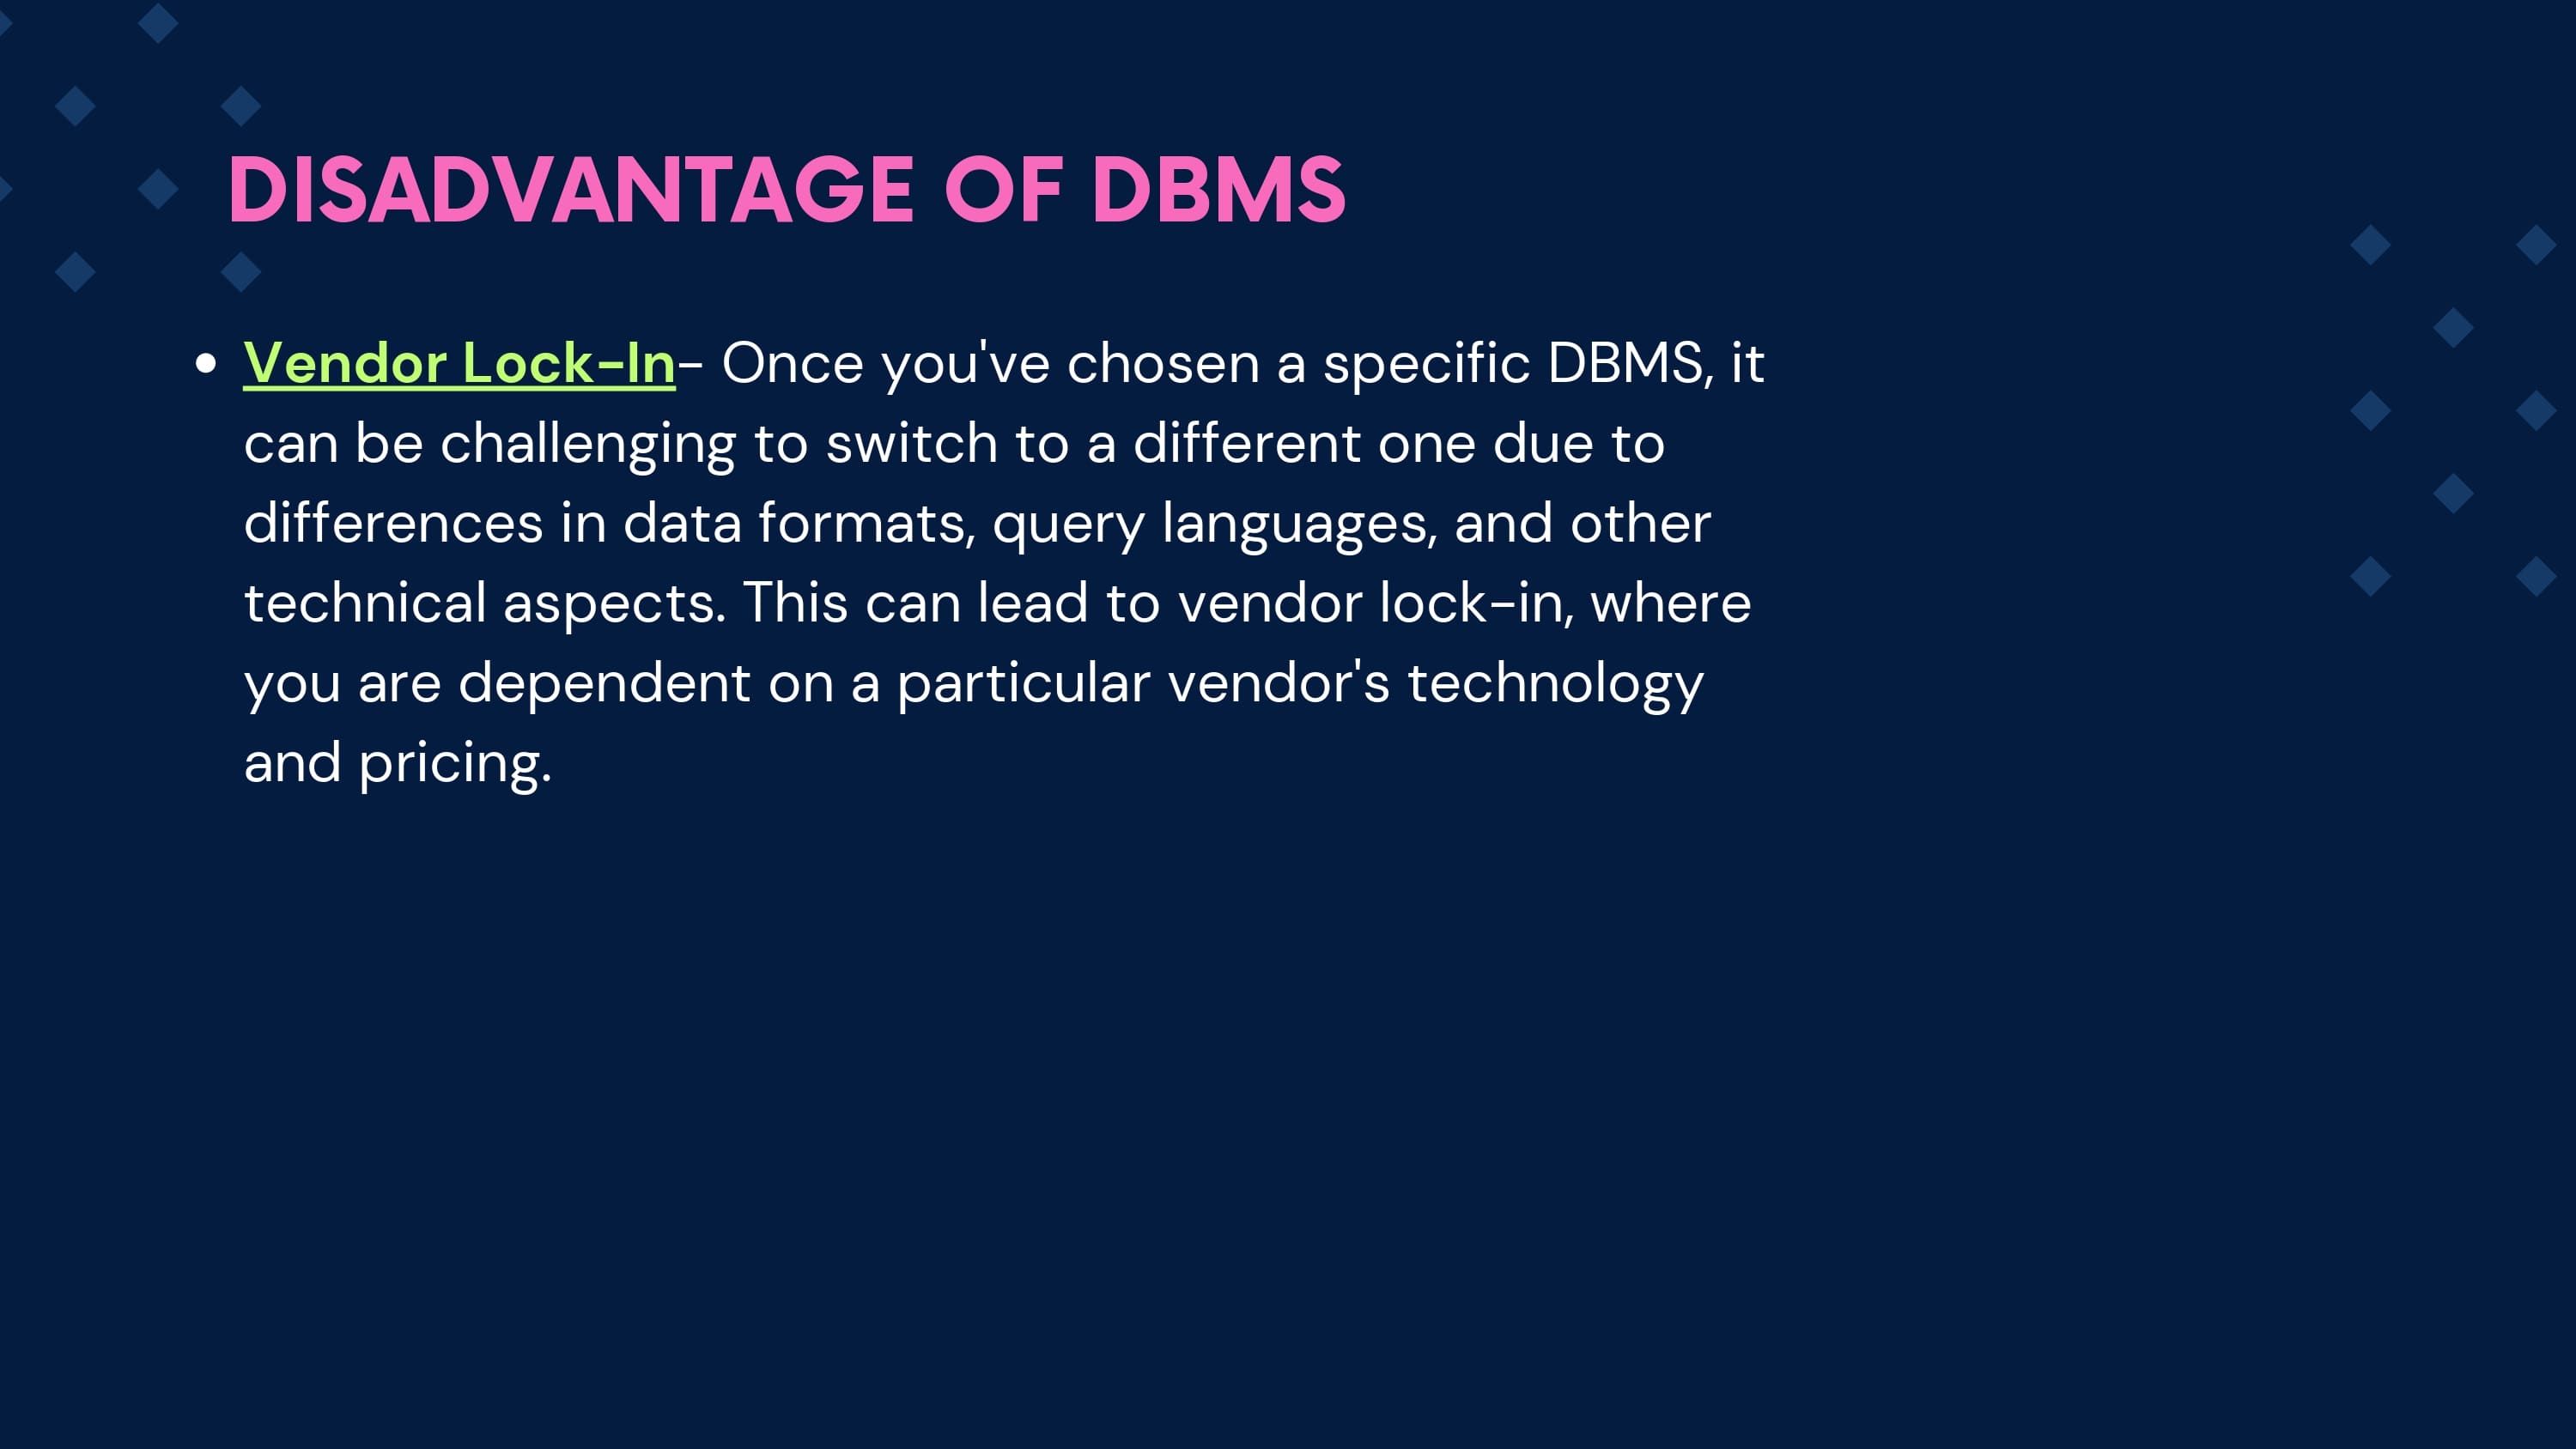 DISADVANTAGE OF DBMS
• Vendor Lock-In- Once you've chosen a specific DBMS, it
can be challenging to switch to a different one due to
differences in data formats, query languages, and other
technical aspects. This can lead to vendor lock-in, where
you are dependent on a particular vendor's technology
and pricing.